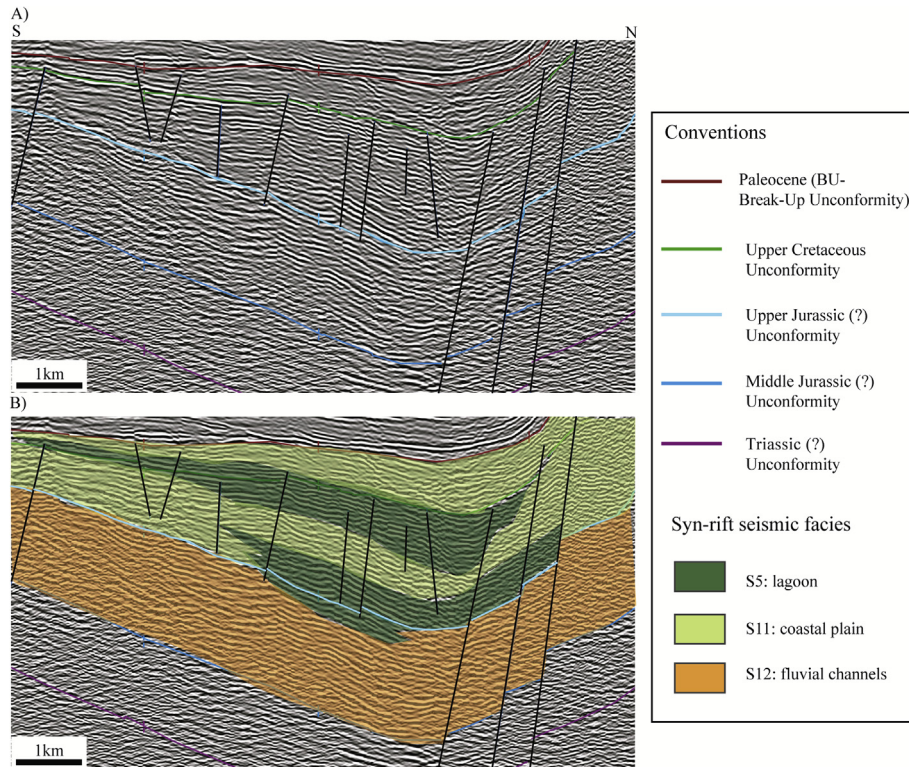 A)
S
N
1km
B)
1km
Conventions
Paleocene (BU-
Break-Up Unconformity)
Upper Cretaceous
Unconformity
Upper Jurassic (?)
Unconformity
Middle Jurassic (?)
Unconformity
Triassic (?)
Unconformity
Syn-rift seismic facies
S5: lagoon
S11: coastal plain
S12: fluvial channels